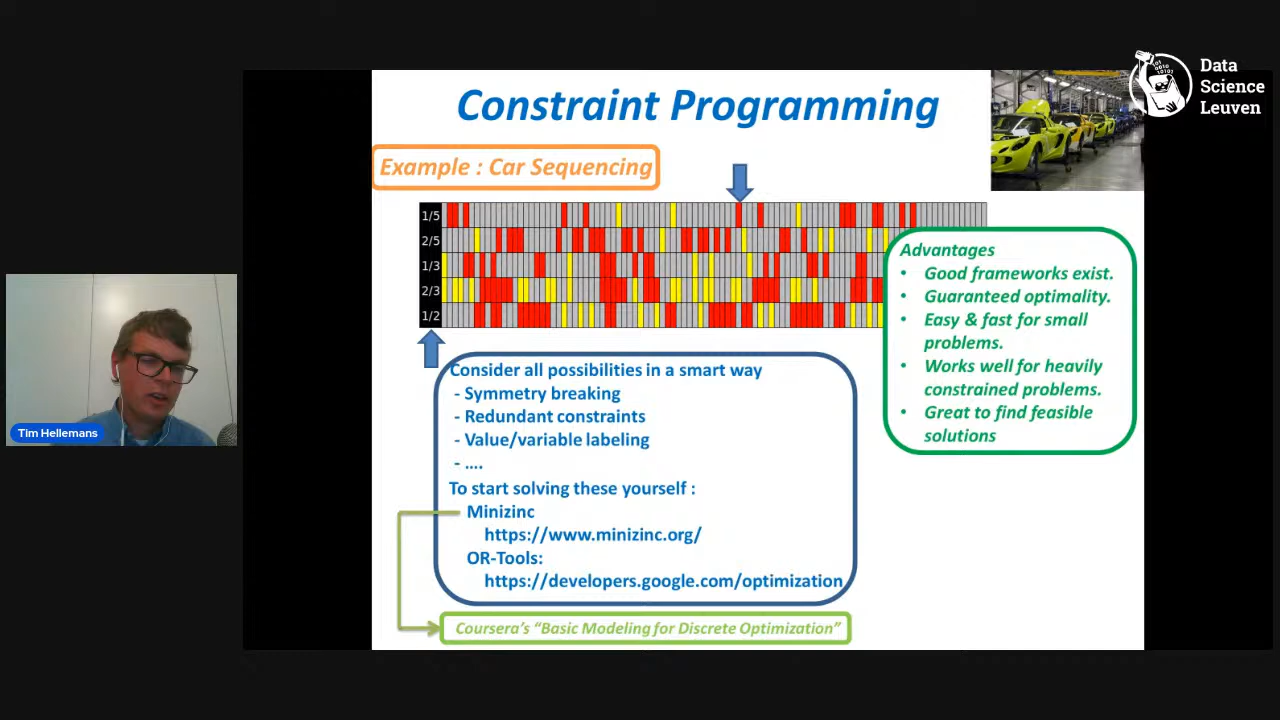 Data
Science
Leuven
Constraint Programming
Example : Car Sequencing
1/5
2/5
1/3
2/3
1/2
Advantages
• Good frameworks exist.
• Guaranteed optimality.
• Easy & fast for small
problems.
• Works well for heavily
constrained problems.
• Great to find feasible
solutions
Consider all possibilities in a smart way
- Symmetry breaking
- Redundant constraints
- Value/variable labeling
- ....
To start solving these yourself :
Minizinc
https://www.minizinc.org/
OR-Tools:
https://developers.google.com/optimization
Coursera's "Basic Modeling for Discrete Optimization"
Tim Hellemans